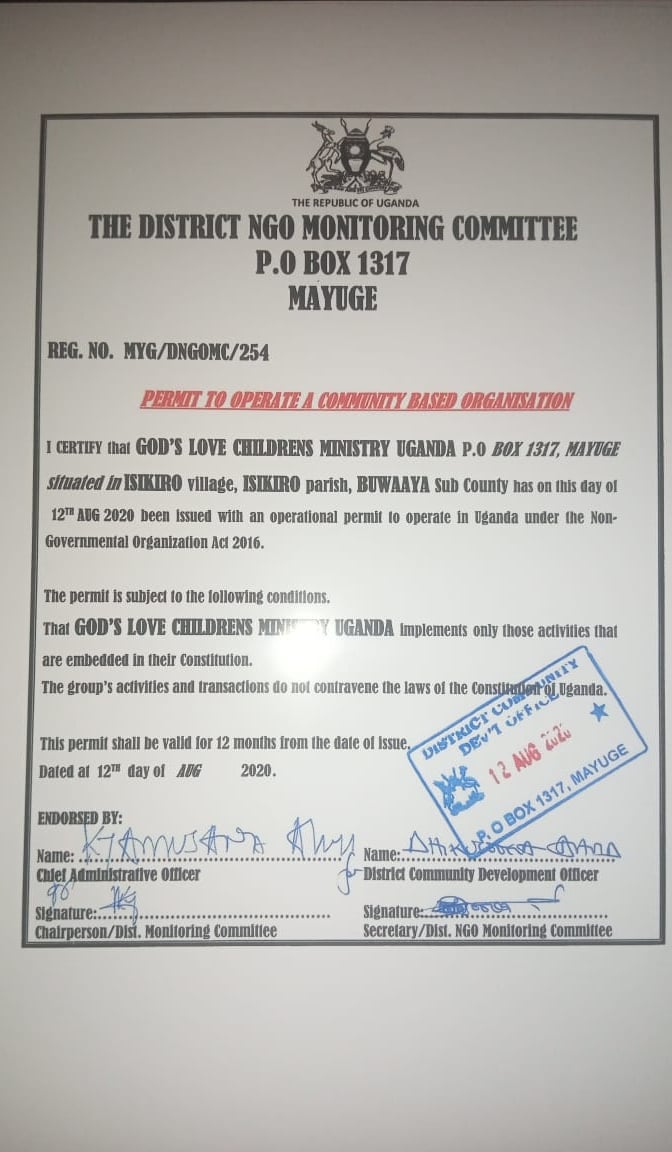 THE REPUBLIC OF UGANDA
THE DISTRICT NGO MONITORING COMMITTEE
P.O BOX 1317
MAYUGE
REG. NO. MYG/DNGOMC/254
PERMIT TO OPERATE A COMMUNITY BASED ORGANISATION
I CERTIFY that GOD'S LOVE CHILDRENS MINISTRY UGANDA P.O BOX 1317, MAYUGE
situated in ISIKIRO village, ISIKIRO parish, BUWAAYA Sub County has on this day of
12TH AUG 2020 been issued with an operational permit to operate in Uganda under the Non-
Governmental Organization Act 2016.
The permit is subject to the following conditions.
That GOD'S LOVE CHILDRENS MINISTRY UGANDA implements only those activities that
are embedded in their Constitution.
The group's activities and transactions do not contravene the laws of the Constitution of Uganda.
This permit shall be valid for 12 months from the date of issue.
Dated at 12TH day of AUG 2020.
DISTRICT COMMUNITY
DEV'T OFFICE
12 AUG 2020
P. O BOX 1317, MAYUGE
ENDORSED BY:
Name:
Chief Administrative Officer
Name:
for District Community Development Officer
Signature:
Chairperson/Dist. Monitoring Committee
Signature:
Secretary/Dist. NGO Monitoring Committee